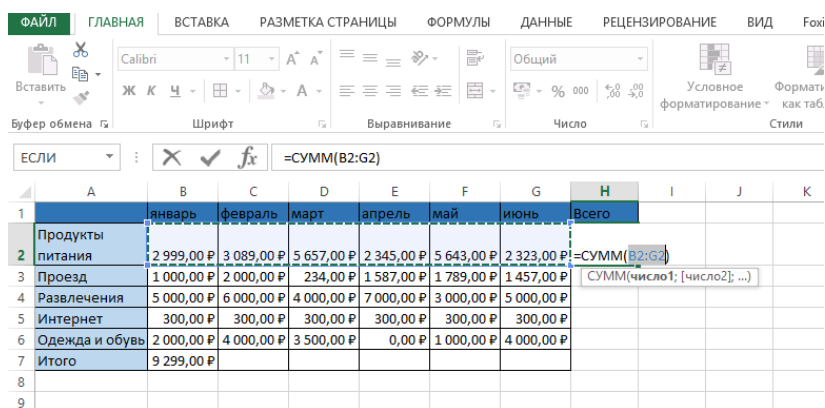 ФАЙЛ ГЛАВНАЯ ВСТАВКА РАЗМЕТКА СТРАНИЦЫ ФОРМУЛЫ ДАННЫЕ РЕЦЕНЗИРОВАНИЕ ВИД Foxi
Calibri 11 A A Общий
Вставить Ж К Ч A % 000 ,00 ,0 Условное форматирование Формати как таб
Буфер обмена Шрифт Выравнивание Число Стили
ЕСЛИ fx =СУММ(B2:G2)
A B C D E F G H I J K
1 январь февраль март апрель май июнь Всего
Продукты
2 питания 2 999,00 ₽ 3 089,00 ₽ 5 657,00 ₽ 2 345,00 ₽ 5 643,00 ₽ 2 323,00 ₽ =СУММ(B2:G2)
3 Проезд 1 000,00 ₽ 2 000,00 ₽ 234,00 ₽ 1 587,00 ₽ 1 789,00 ₽ 1 457,00 ₽ СУММ(число1; [число2]; ...)
4 Развлечения 5 000,00 ₽ 6 000,00 ₽ 4 000,00 ₽ 7 000,00 ₽ 3 000,00 ₽ 5 000,00 ₽
5 Интернет 300,00 ₽ 300,00 ₽ 300,00 ₽ 300,00 ₽ 300,00 ₽ 300,00 ₽
6 Одежда и обувь 2 000,00 ₽ 4 000,00 ₽ 3 500,00 ₽ 0,00 ₽ 1 000,00 ₽ 4 000,00 ₽
7 Итого 9 299,00 ₽
8
9